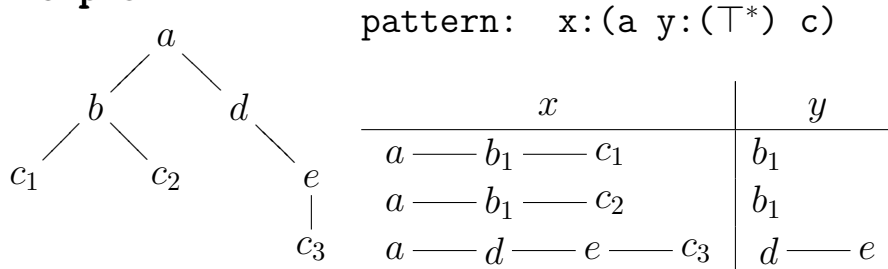 pattern: x:(a y:(⊤*) c)
a
b d
c₁ c₂ e
c₃
x y
a b₁ c₁ b₁
a b₁ c₂ b₁
a d e c₃ d e